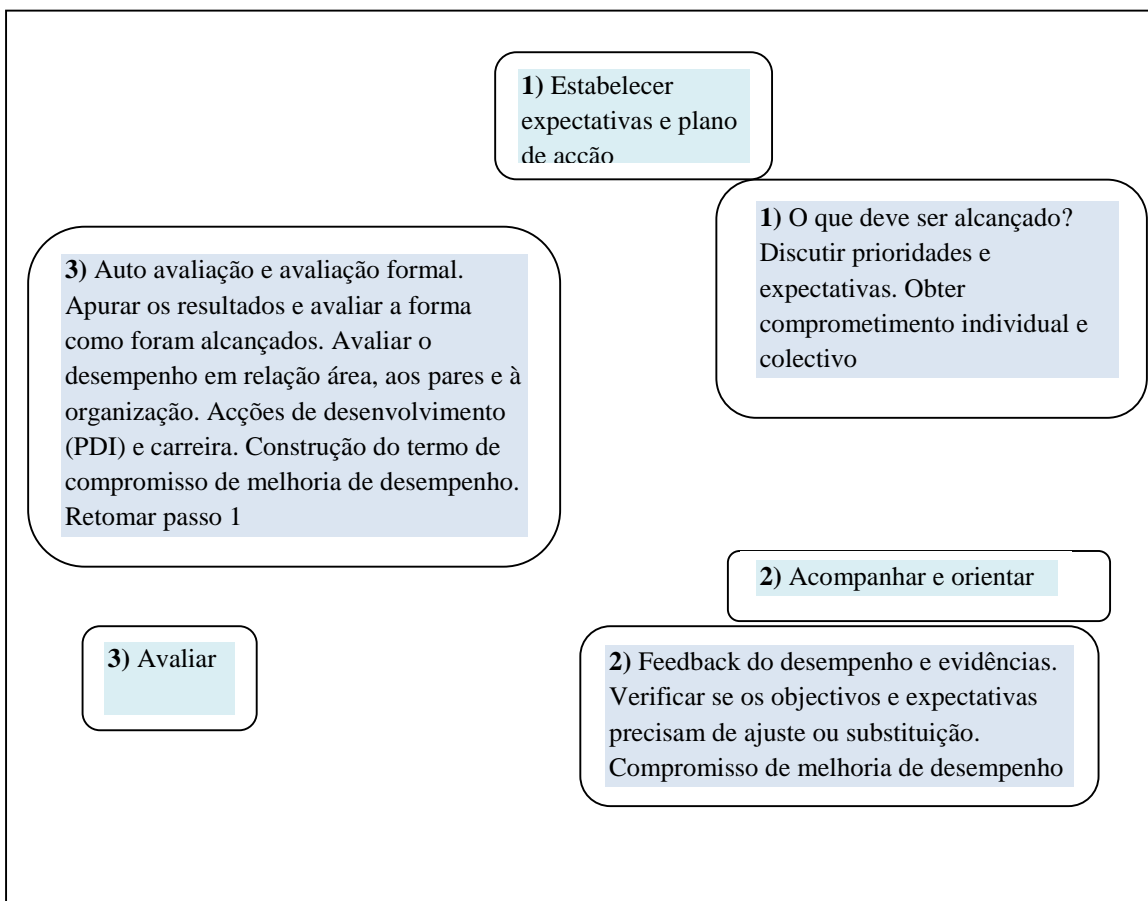 1) Estabelecer
expectativas e plano
de acção
1) O que deve ser alcançado?
Discutir prioridades e
expectativas. Obter
comprometimento individual e
colectivo
3) Auto avaliação e avaliação formal.
Apurar os resultados e avaliar a forma
como foram alcançados. Avaliar o
desempenho em relação área, aos pares e à
organização. Acções de desenvolvimento
(PDI) e carreira. Construção do termo de
compromisso de melhoria de desempenho.
Retomar passo 1
2) Acompanhar e orientar
3) Avaliar
2) Feedback do desempenho e evidências.
Verificar se os objectivos e expectativas
precisam de ajuste ou substituição.
Compromisso de melhoria de desempenho